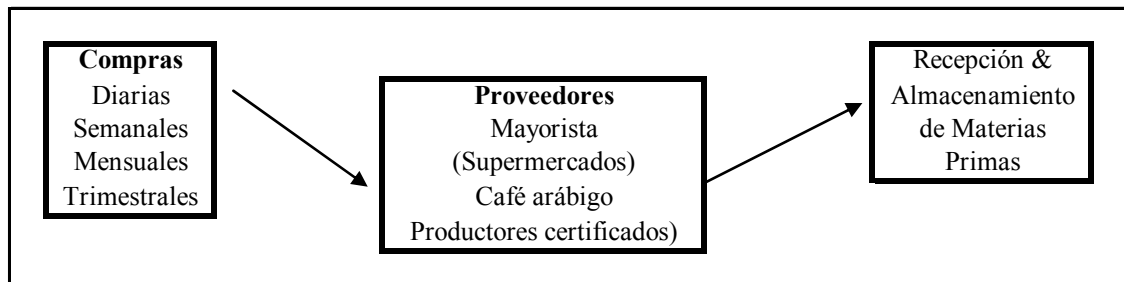 Compras
Diarias
Semanales
Mensuales
Trimestrales
Proveedores
Mayorista
(Supermercados)
Café arábigo
Productores certificados)
Recepción &
Almacenamiento
de Materias
Primas